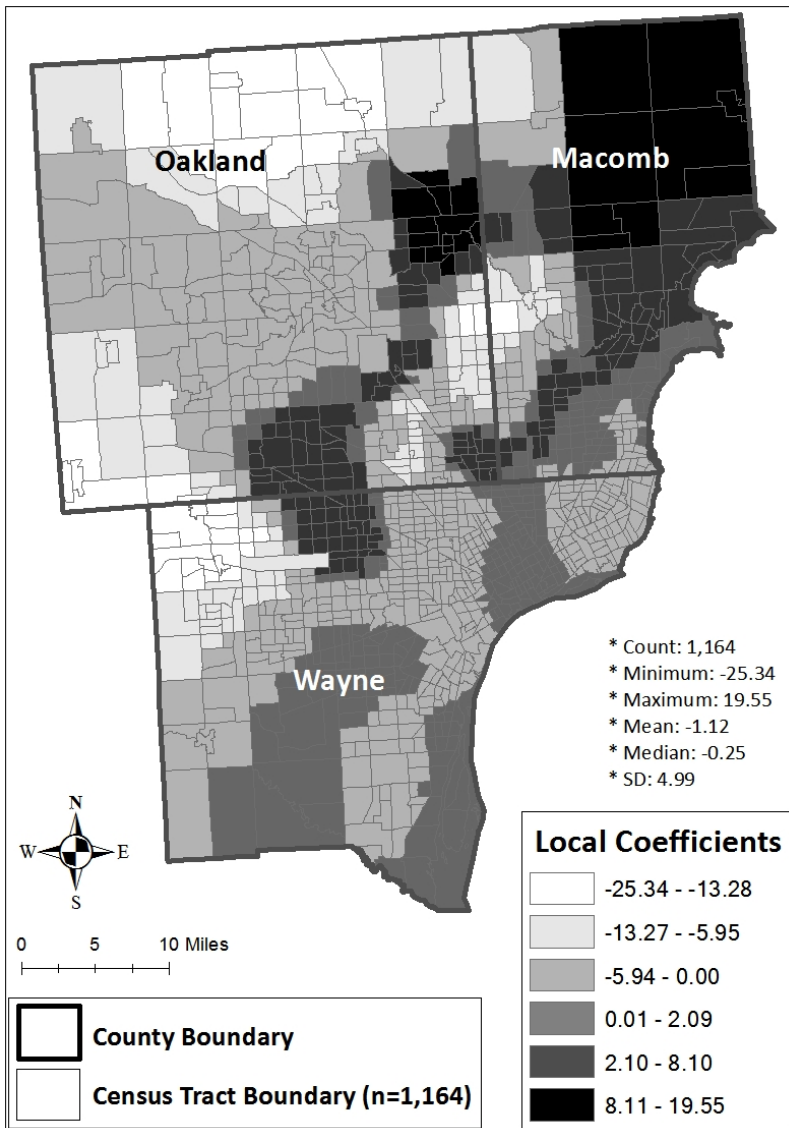 Oakland
Macomb
Wayne
* Count: 1,164
* Minimum: -25.34
* Maximum: 19.55
* Mean: -1.12
* Median: -0.25
* SD: 4.99
N
W
E
S
0 5 10 Miles
County Boundary
Census Tract Boundary (n=1,164)
Local Coefficients
-25.34 - -13.28
-13.27 - -5.95
-5.94 - 0.00
0.01 - 2.09
2.10 - 8.10
8.11 - 19.55